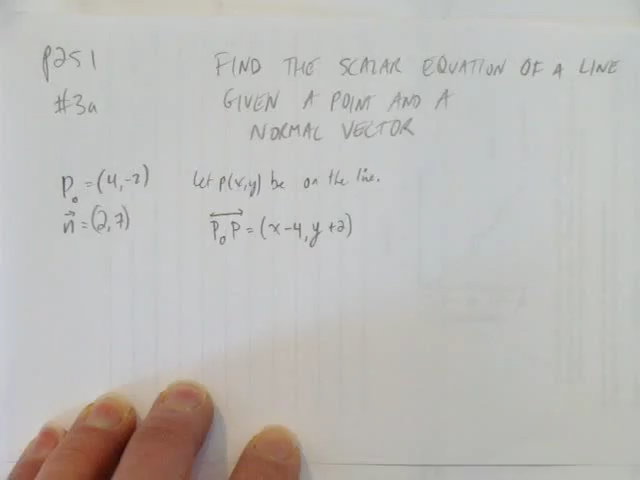 p251
#3a
FIND THE SCALAR EQUATION OF A LINE
GIVEN A POINT AND A
NORMAL VECTOR
P₀ = (4,-2)
n⃗ = (2,7)
Let p(x,y) be on the line.
P₀P = (x-4, y+2)